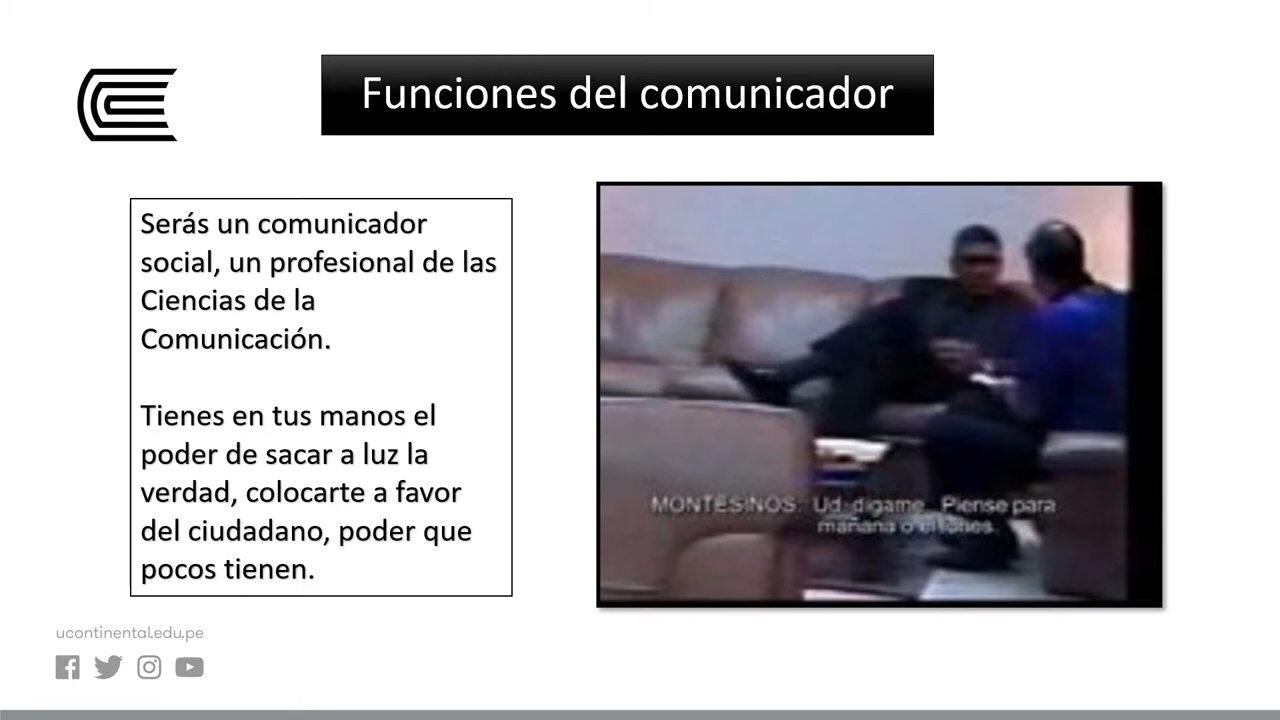 Funciones del comunicador
Serás un comunicador
social, un profesional de las
Ciencias de la
Comunicación.
Tienes en tus manos el
poder de sacar a luz la
verdad, colocarte a favor
del ciudadano, poder que
pocos tienen.
MONTESINOS: Ud. digame. Piense para
mañana o el lunes.
ucontinental.edu.pe